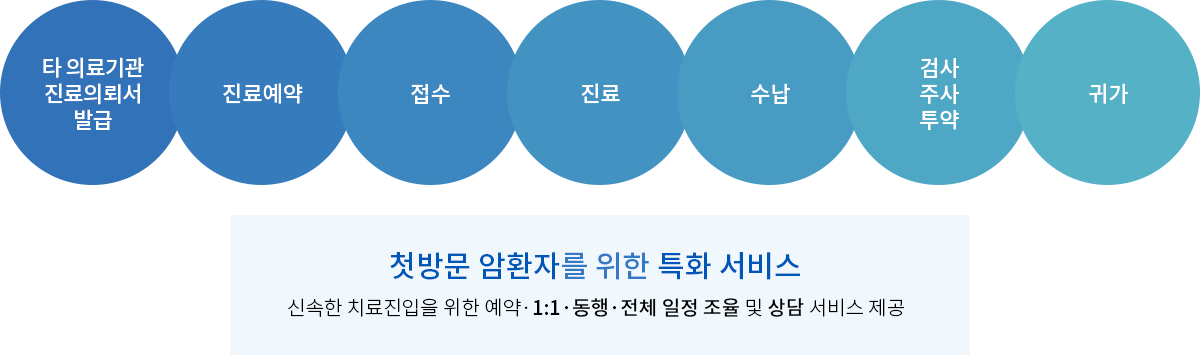 타 의료기관
진료의뢰서
발급
진료예약
접수
진료
수납
검사
주사
투약
귀가
첫방문 암환자를 위한 특화 서비스
신속한 치료진입을 위한 예약· 1:1 · 동행 · 전체 일정 조율 및 상담 서비스 제공